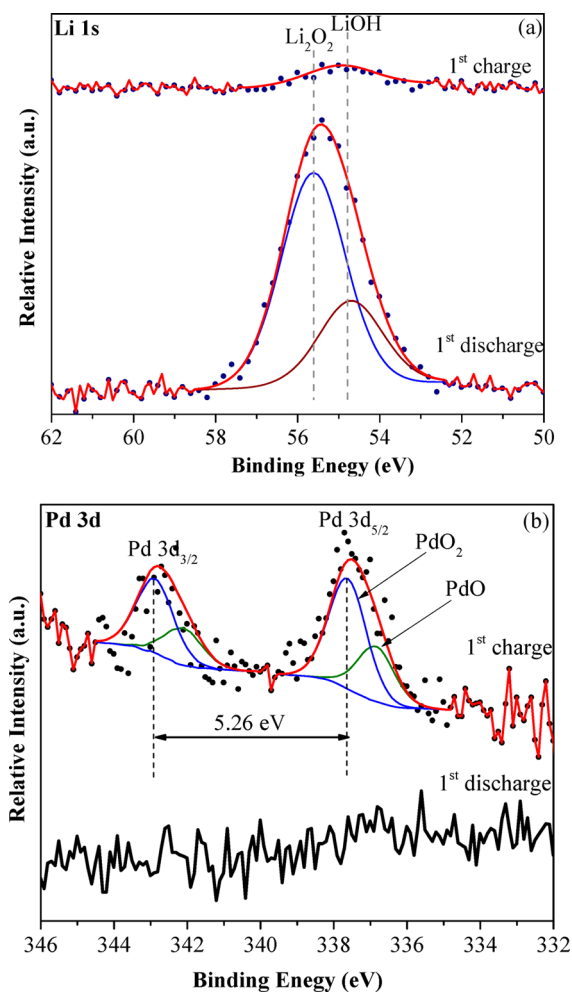 Li 1s
(a)
Li₂O₂
LiOH
1ˢᵗ charge
1ˢᵗ discharge
Relative Intensity (a.u.)
62 60 58 56 54 52 50
Binding Enegy (eV)
Pd 3d
(b)
Pd 3d₃/₂
Pd 3d₅/₂
PdO₂
PdO
1ˢᵗ charge
5.26 eV
1ˢᵗ discharge
Relative Intensity (a.u.)
346 344 342 340 338 336 334 332
Binding Enegy (eV)